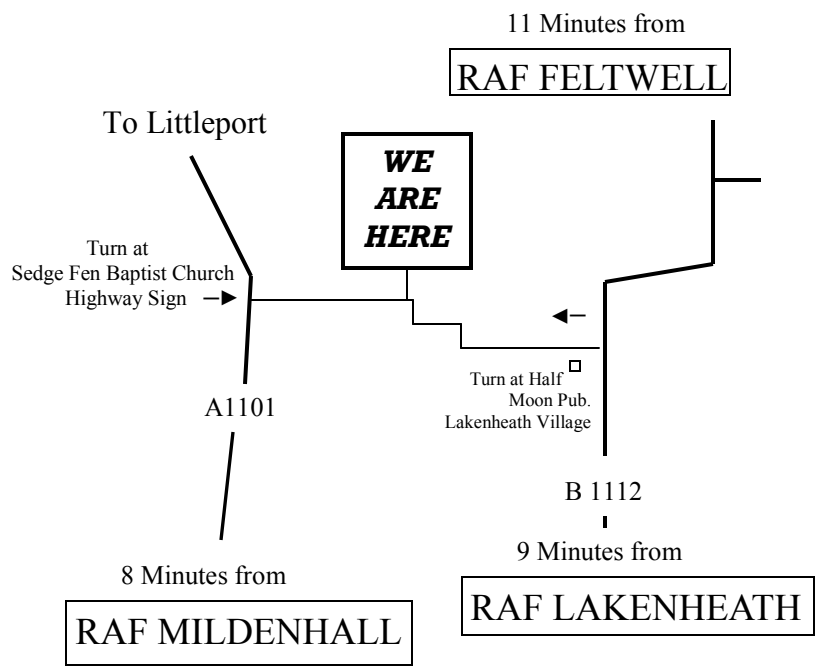 11 Minutes from
RAF FELTWELL
To Littleport
WE
ARE
HERE
Turn at
Sedge Fen Baptist Church
Highway Sign
Turn at Half
Moon Pub.
Lakenheath Village
A1101
B 1112
9 Minutes from
RAF LAKENHEATH
8 Minutes from
RAF MILDENHALL